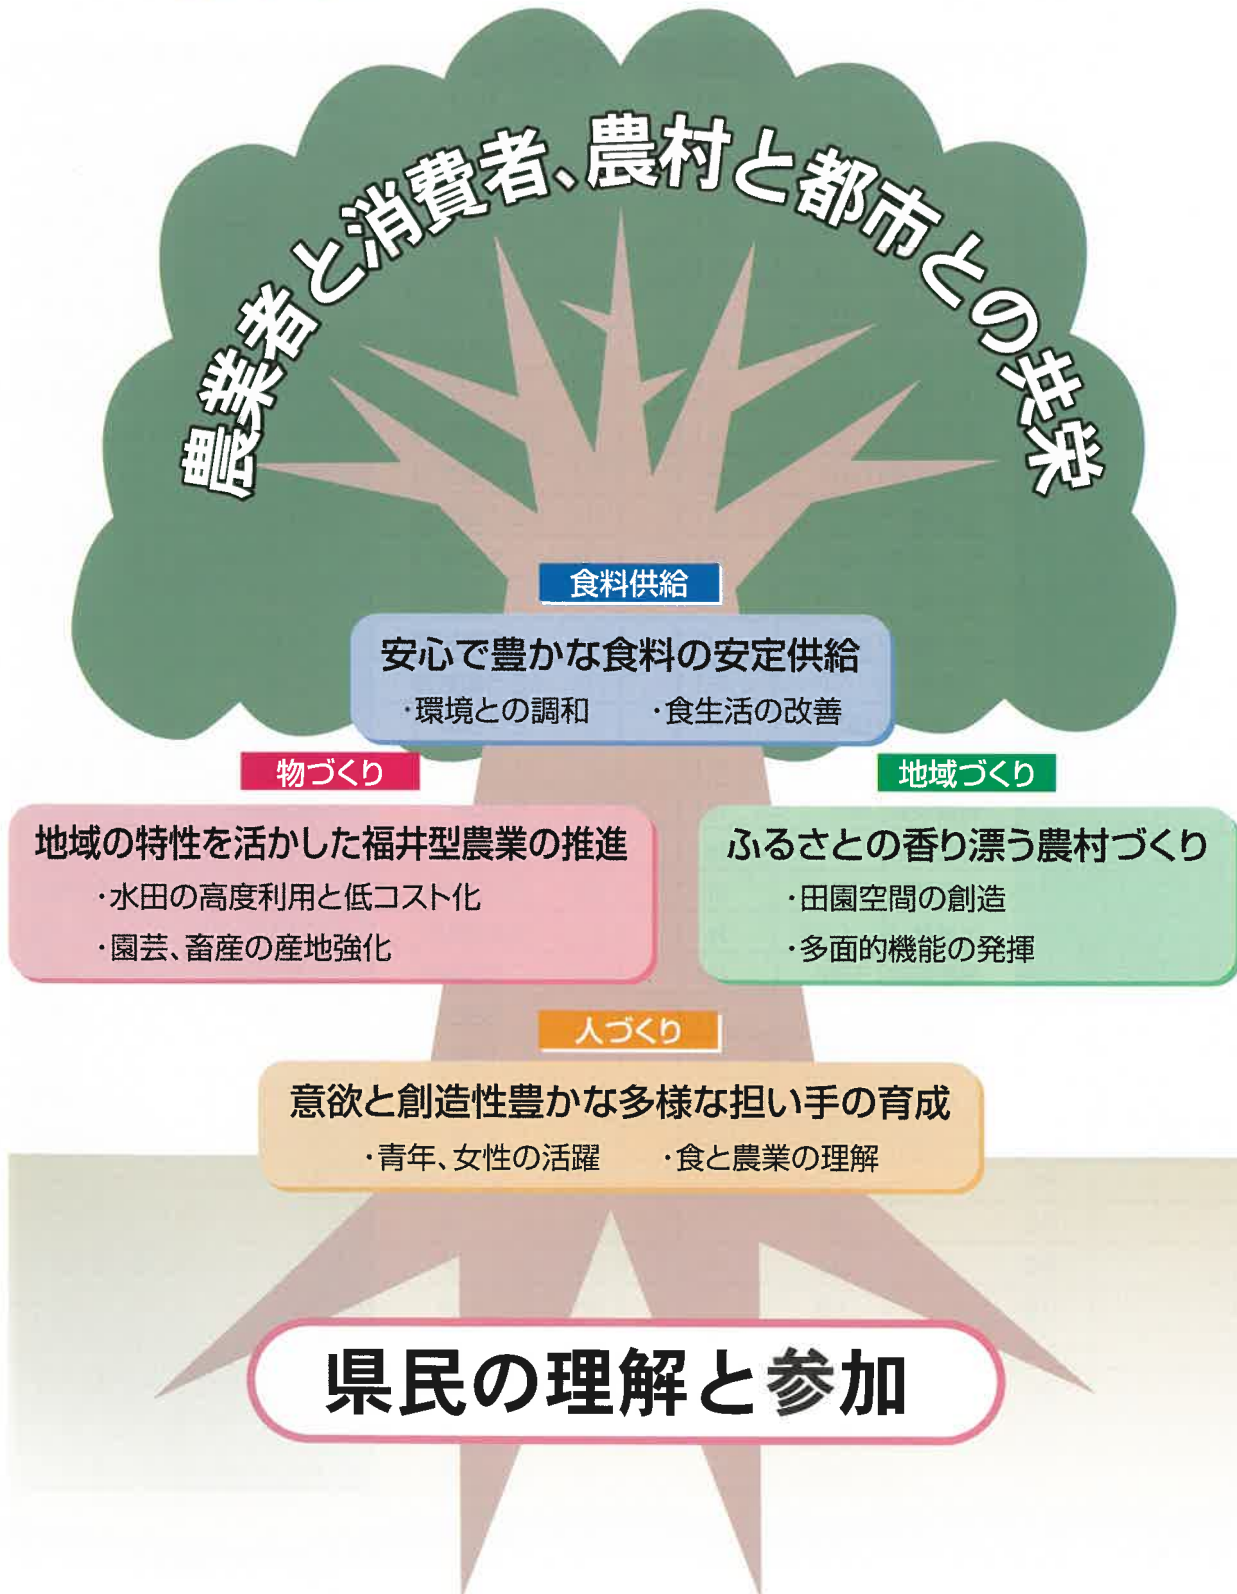 農業者と消費者、農村と都市との共栄
食料供給
安心で豊かな食料の安定供給
・環境との調和 ・食生活の改善
物づくり
地域の特性を活かした福井型農業の推進
・水田の高度利用と低コスト化
・園芸、畜産の産地強化
地域づくり
ふるさとの香り漂う農村づくり
・田園空間の創造
・多面的機能の発揮
人づくり
意欲と創造性豊かな多様な担い手の育成
・青年、女性の活躍 ・食と農業の理解
県民の理解と参加